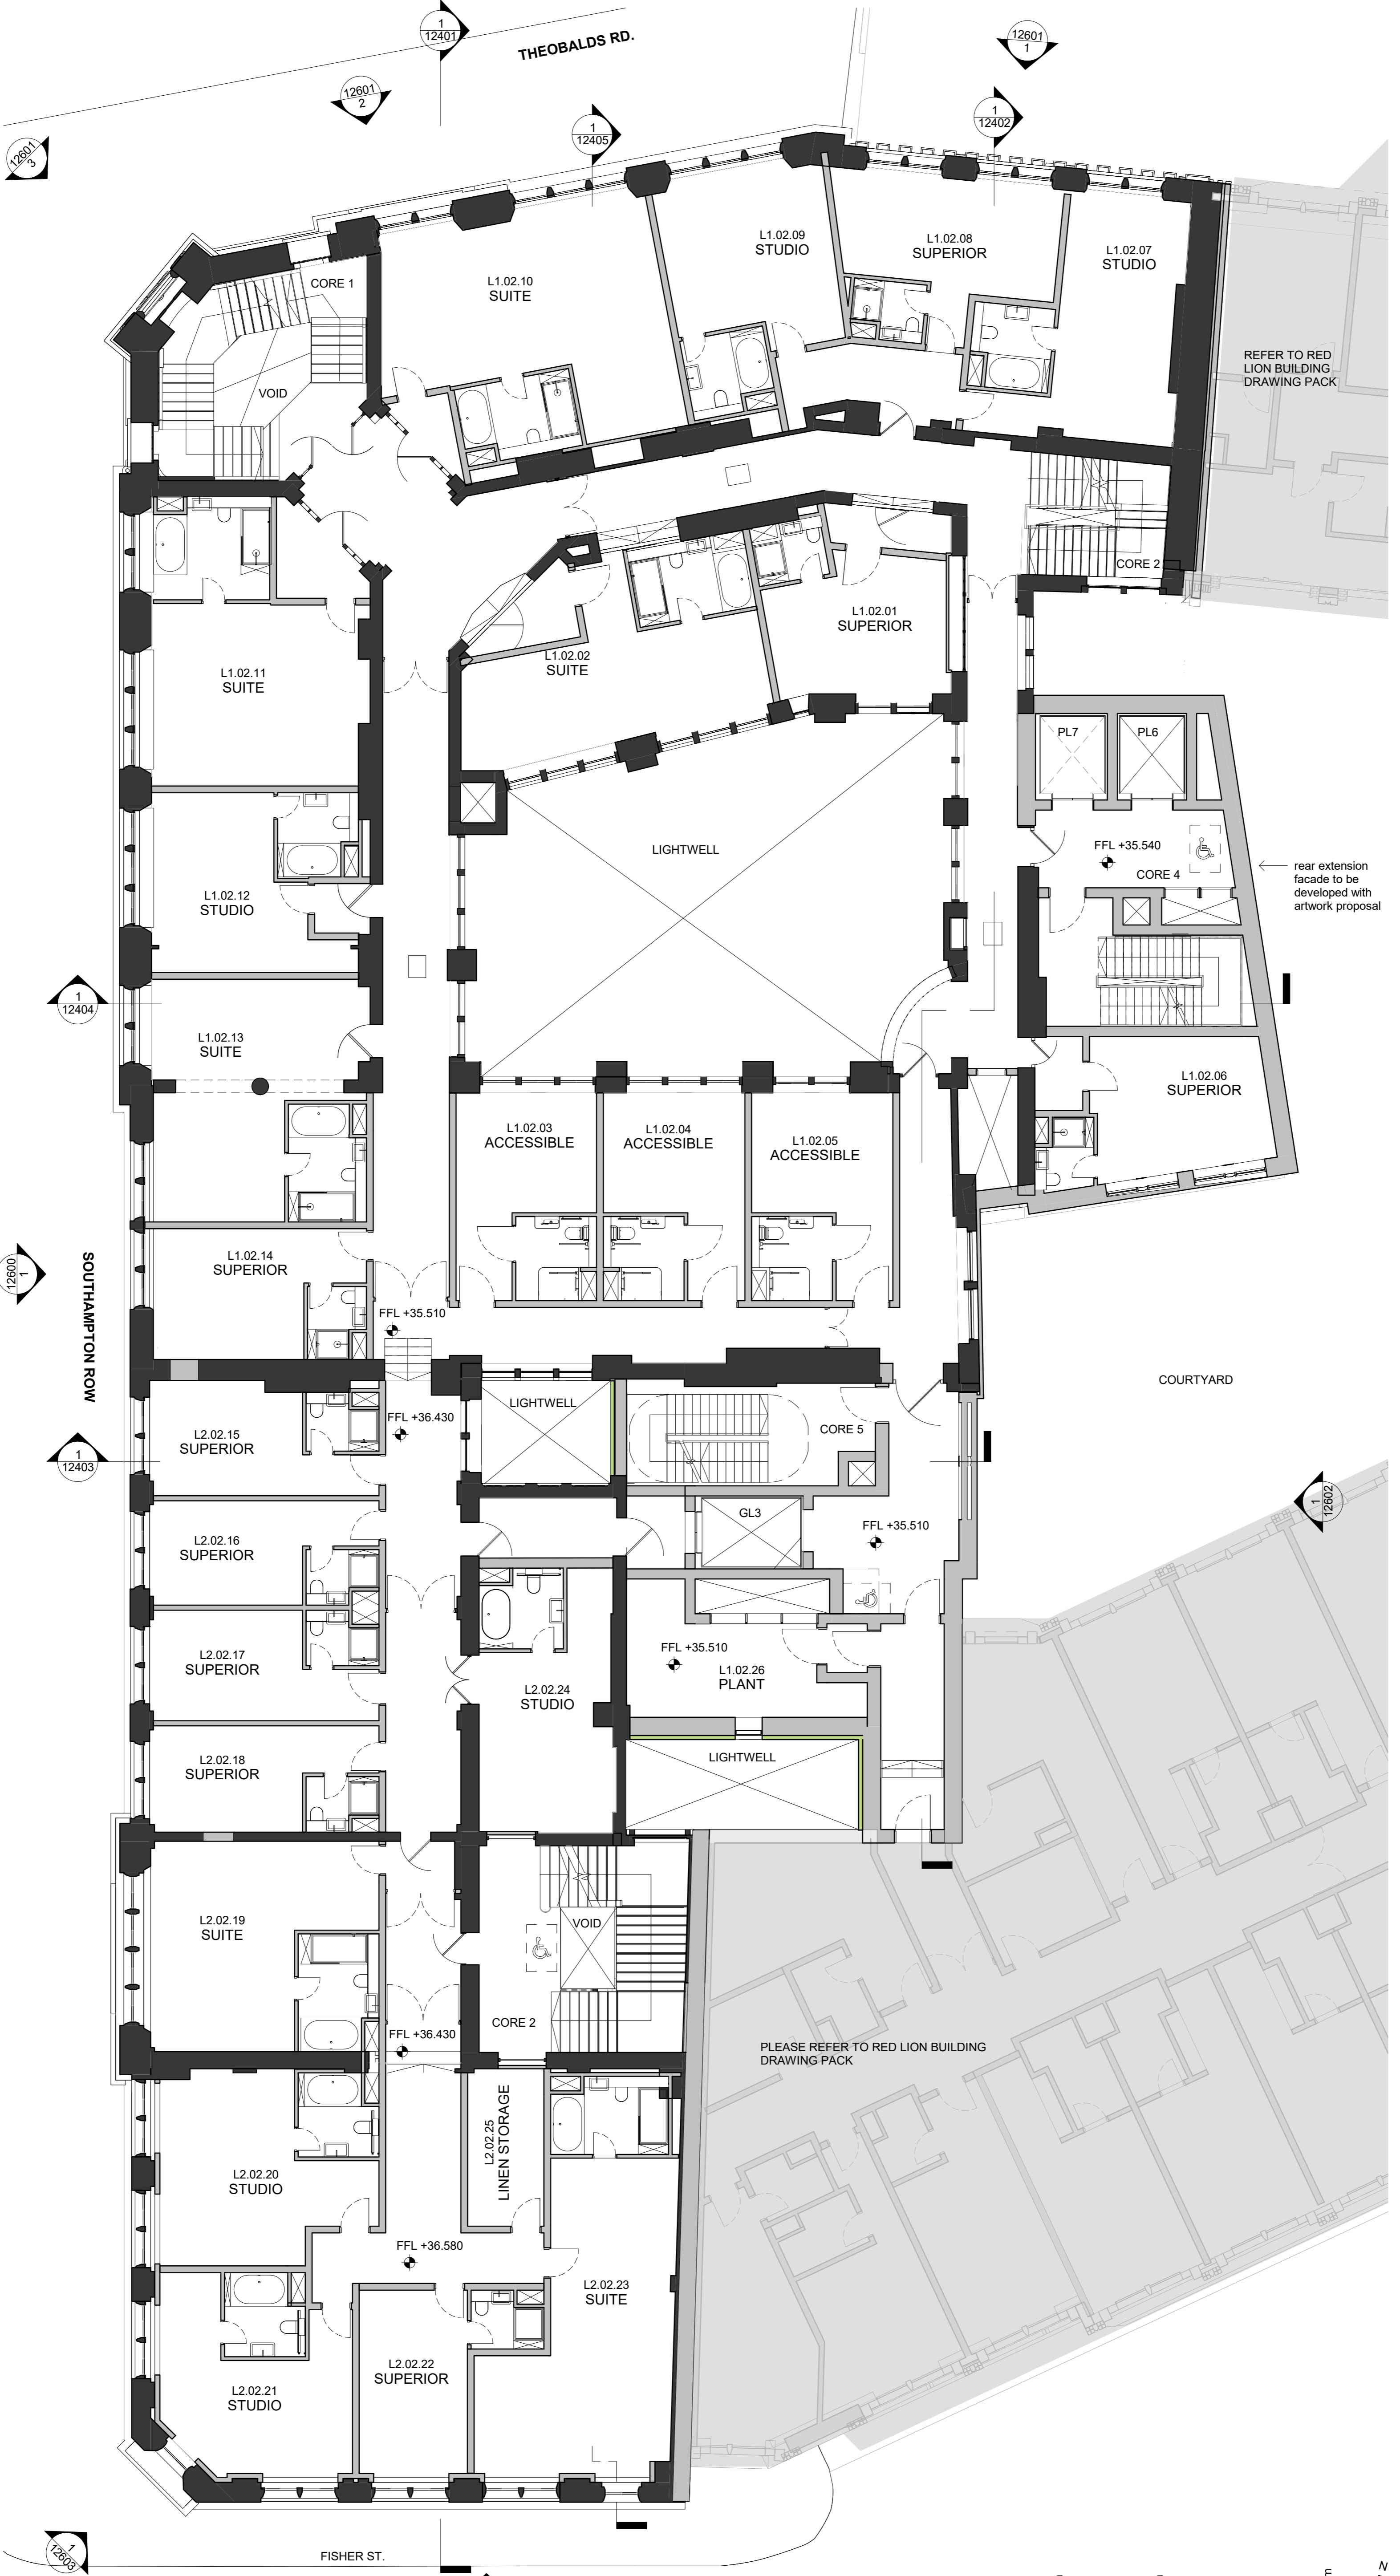 1
12401
THEOBALDS RD.
12601
1
12601
2
1
12405
1
12402
12601
3
L1.02.09
STUDIO
L1.02.08
SUPERIOR
L1.02.07
STUDIO
CORE 1
L1.02.10
SUITE
REFER TO RED
LION BUILDING
DRAWING PACK
VOID
CORE 2
L1.02.01
SUPERIOR
L1.02.02
SUITE
L1.02.11
SUITE
PL7
PL6
LIGHTWELL
FFL +35.540
CORE 4
rear extension
facade to be
developed with
artwork proposal
L1.02.12
STUDIO
1
12404
L1.02.13
SUITE
L1.02.06
SUPERIOR
L1.02.03
ACCESSIBLE
L1.02.04
ACCESSIBLE
L1.02.05
ACCESSIBLE
L1.02.14
SUPERIOR
12600
1
SOUTHAMPTON ROW
FFL +35.510
COURTYARD
LIGHTWELL
FFL +36.430
CORE 5
L2.02.15
SUPERIOR
1
12403
1
12602
GL3
FFL +35.510
L2.02.16
SUPERIOR
FFL +35.510
L1.02.26
PLANT
L2.02.17
SUPERIOR
L2.02.24
STUDIO
LIGHTWELL
L2.02.18
SUPERIOR
L2.02.19
SUITE
VOID
CORE 2
FFL +36.430
PLEASE REFER TO RED LION BUILDING
DRAWING PACK
L2.02.25
LINEN STORAGE
L2.02.20
STUDIO
FFL +36.580
L2.02.23
SUITE
L2.02.22
SUPERIOR
L2.02.21
STUDIO
1
12603
FISHER ST.
m
N